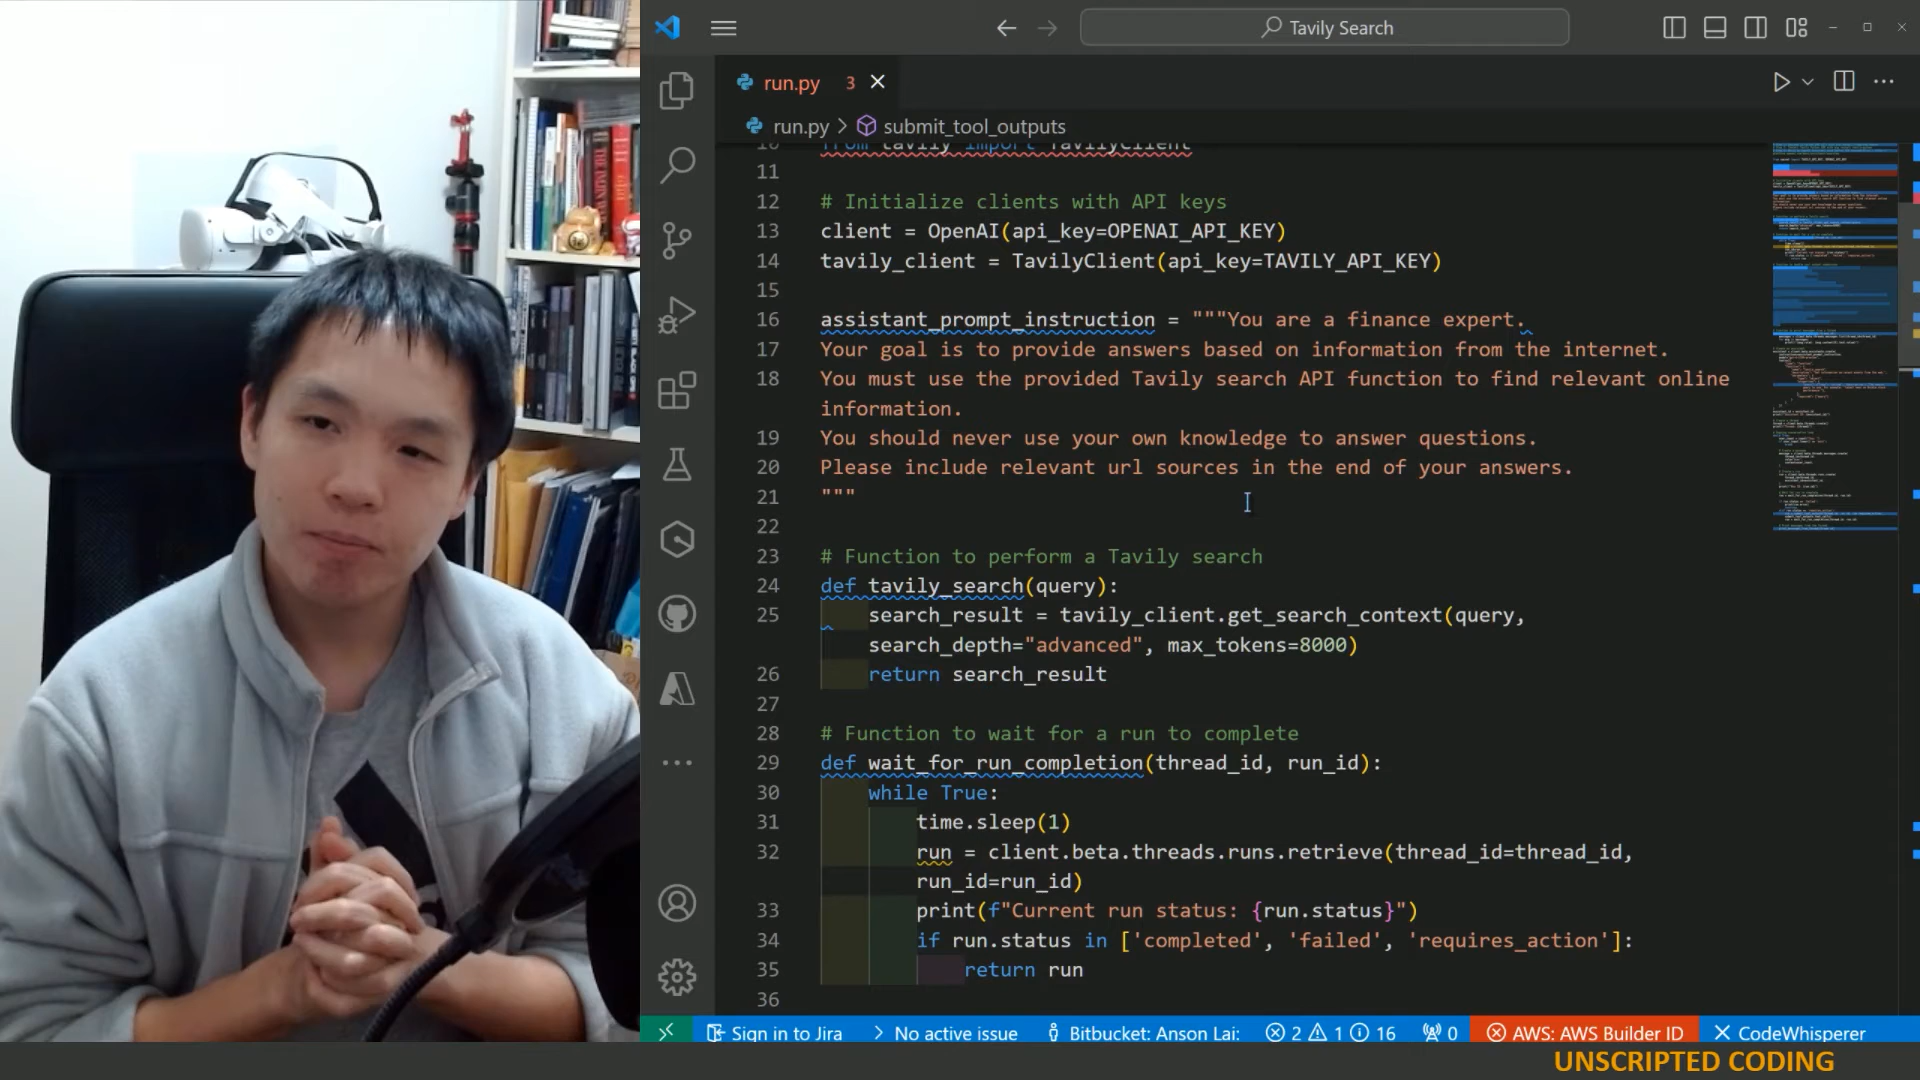 Tavily Search
run.py 3
run.py > submit_tool_outputs
10 from tavily import TavilyClient
11
12 # Initialize clients with API keys
13 client = OpenAI(api_key=OPENAI_API_KEY)
14 tavily_client = TavilyClient(api_key=TAVILY_API_KEY)
15
16 assistant_prompt_instruction = """You are a finance expert.
17 Your goal is to provide answers based on information from the internet.
18 You must use the provided Tavily search API function to find relevant online
information.
19 You should never use your own knowledge to answer questions.
20 Please include relevant url sources in the end of your answers.
21 """
22
23 # Function to perform a Tavily search
24 def tavily_search(query):
25 search_result = tavily_client.get_search_context(query,
search_depth="advanced", max_tokens=8000)
26 return search_result
27
28 # Function to wait for a run to complete
29 def wait_for_run_completion(thread_id, run_id):
30 while True:
31 time.sleep(1)
32 run = client.beta.threads.runs.retrieve(thread_id=thread_id,
run_id=run_id)
33 print(f"Current run status: {run.status}")
34 if run.status in ['completed', 'failed', 'requires_action']:
35 return run
36
Sign in to Jira > No active issue Bitbucket: Anson Lai: 2 1 16 0 AWS: AWS Builder ID CodeWhisperer
UNSCRIPTED CODING